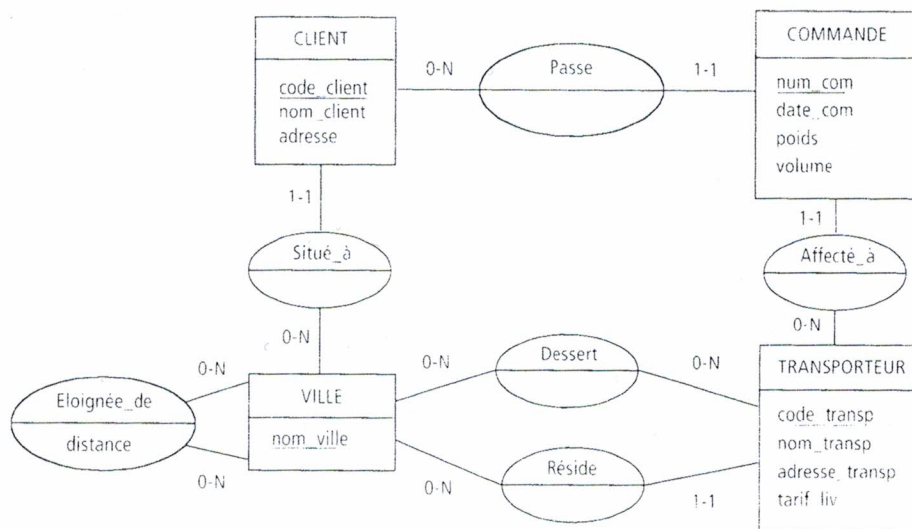 CLIENT
code_client
nom_client
adresse
0-N
Passe
1-1
COMMANDE
num_com
date_com
poids
volume
1-1
Situé_à
0-N
1-1
Affecté_à
0-N
0-N
Eloignée_de
distance
0-N
VILLE
nom_ville
0-N
Dessert
0-N
0-N
Réside
1-1
TRANSPORTEUR
code_transp
nom_transp
adresse_transp
tarif_liv